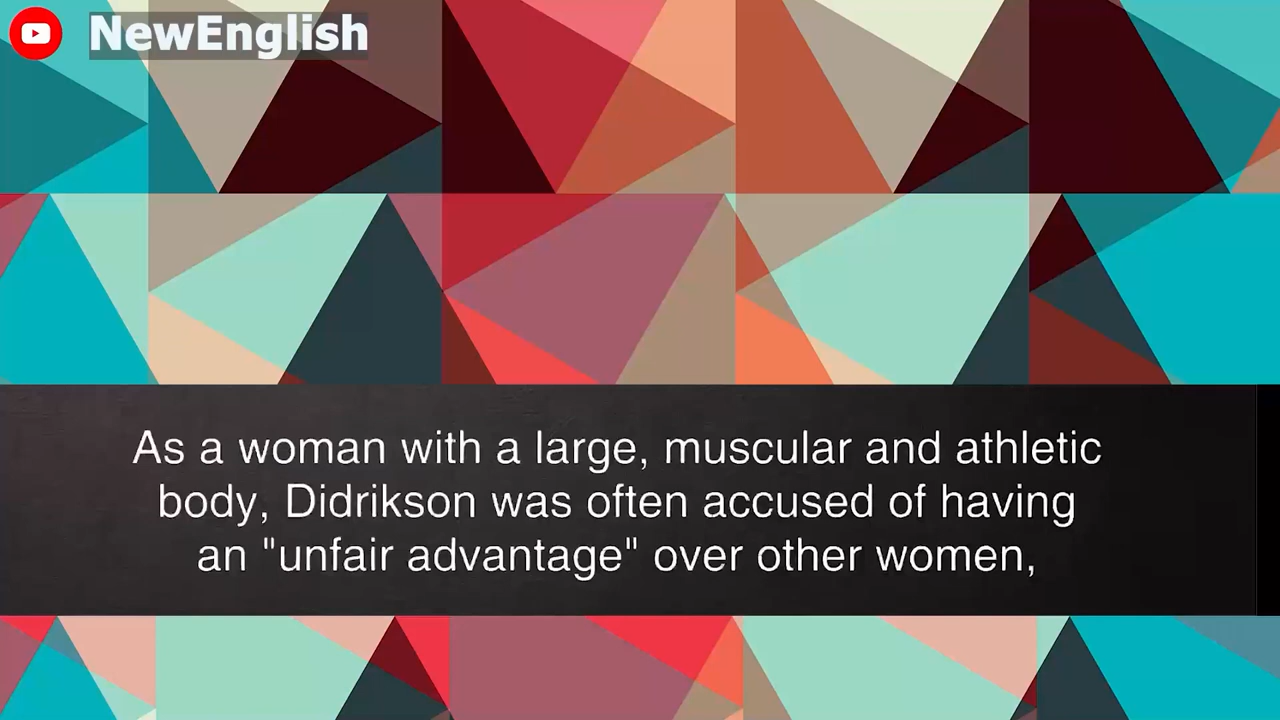 NewEnglish
As a woman with a large, muscular and athletic
body, Didrikson was often accused of having
an "unfair advantage" over other women,